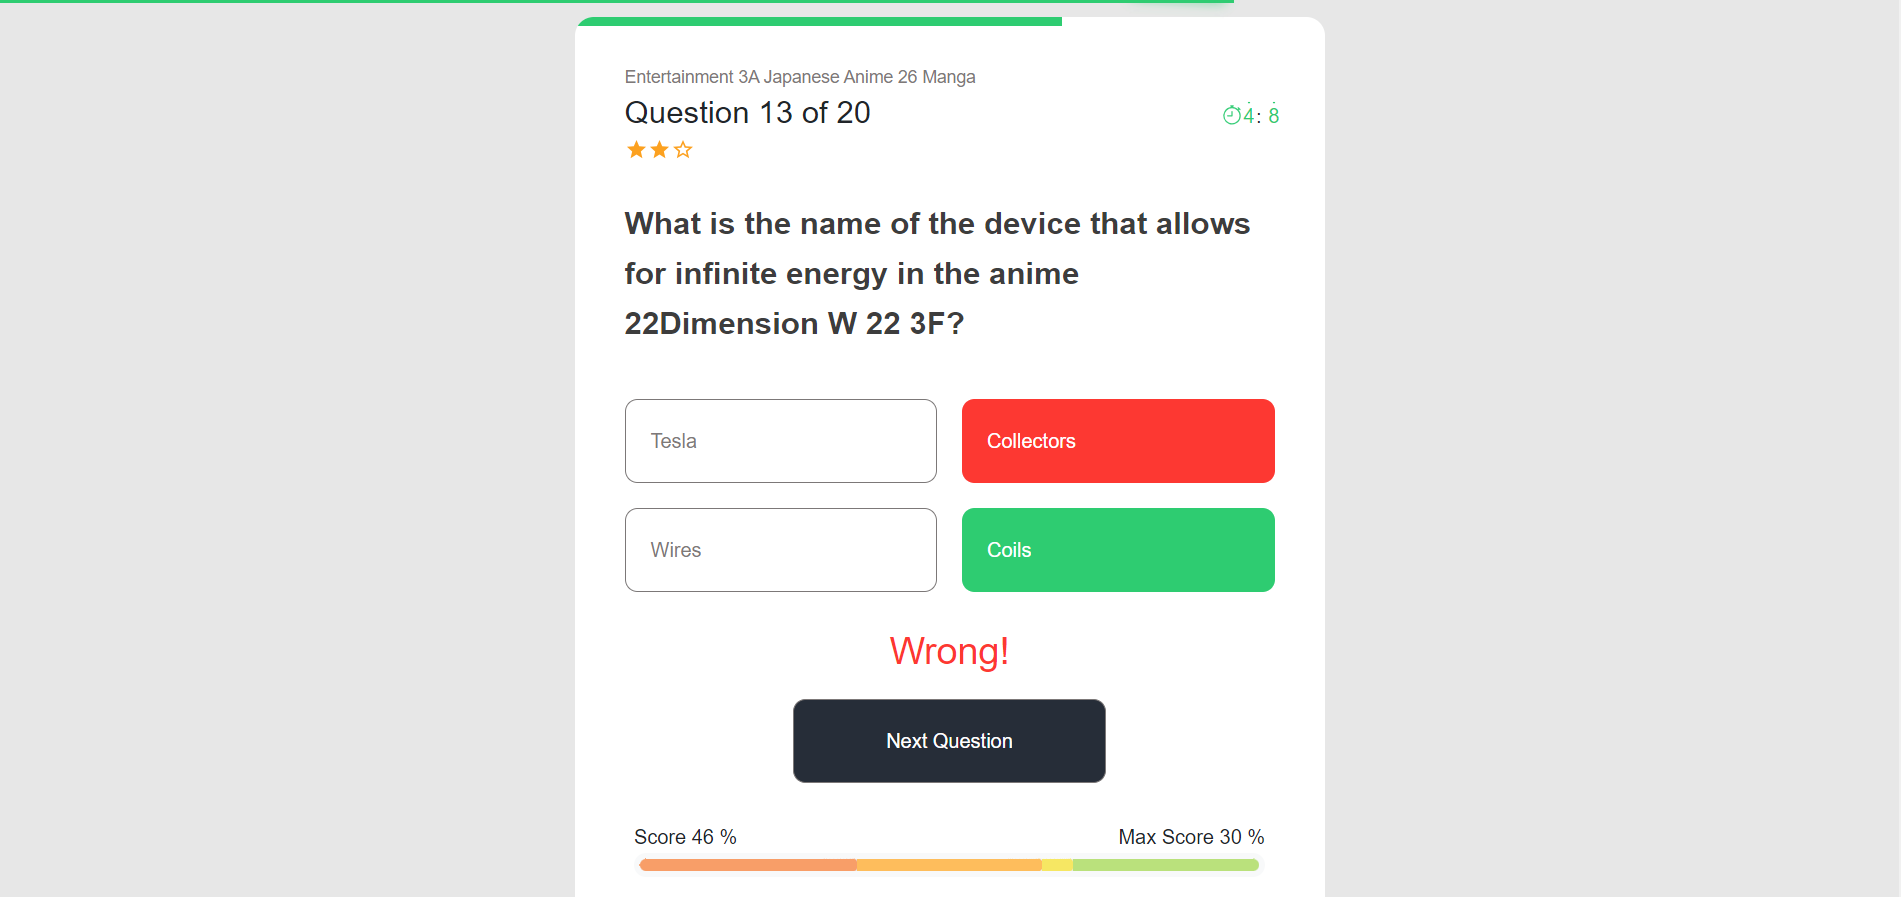 Entertainment 3A Japanese Anime 26 Manga
Question 13 of 20
4: 8
What is the name of the device that allows
for infinite energy in the anime
22Dimension W 22 3F?
Tesla
Collectors
Wires
Coils
Wrong!
Next Question
Score 46 %
Max Score 30 %